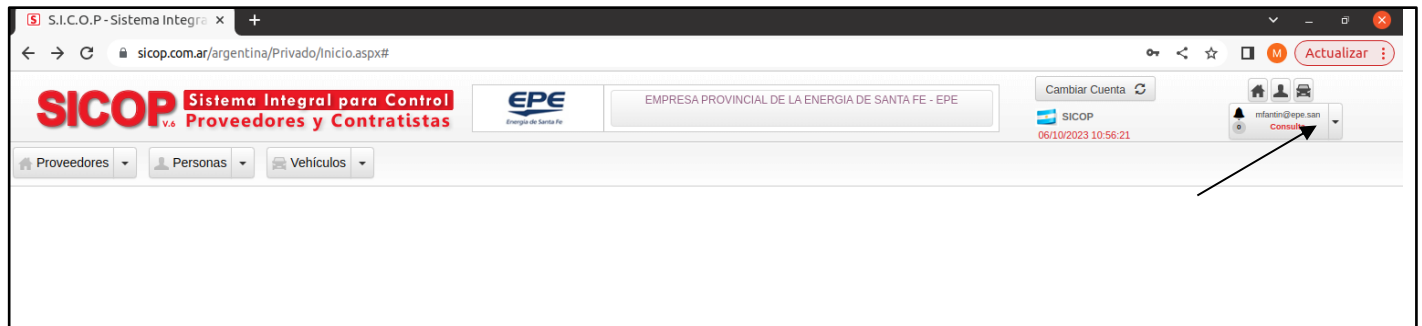 S.I.C.O.P - Sistema Integra
sicop.com.ar/argentina/Privado/Inicio.aspx#
M
Actualizar
SICOP v.6 Sistema Integral para Control
Proveedores y Contratistas
EPE
Energía de Santa Fe
EMPRESA PROVINCIAL DE LA ENERGIA DE SANTA FE - EPE
Cambiar Cuenta
SICOP
06/10/2023 10:56:21
mfantin@epe.san
0
Consulta
Proveedores
Personas
Vehículos